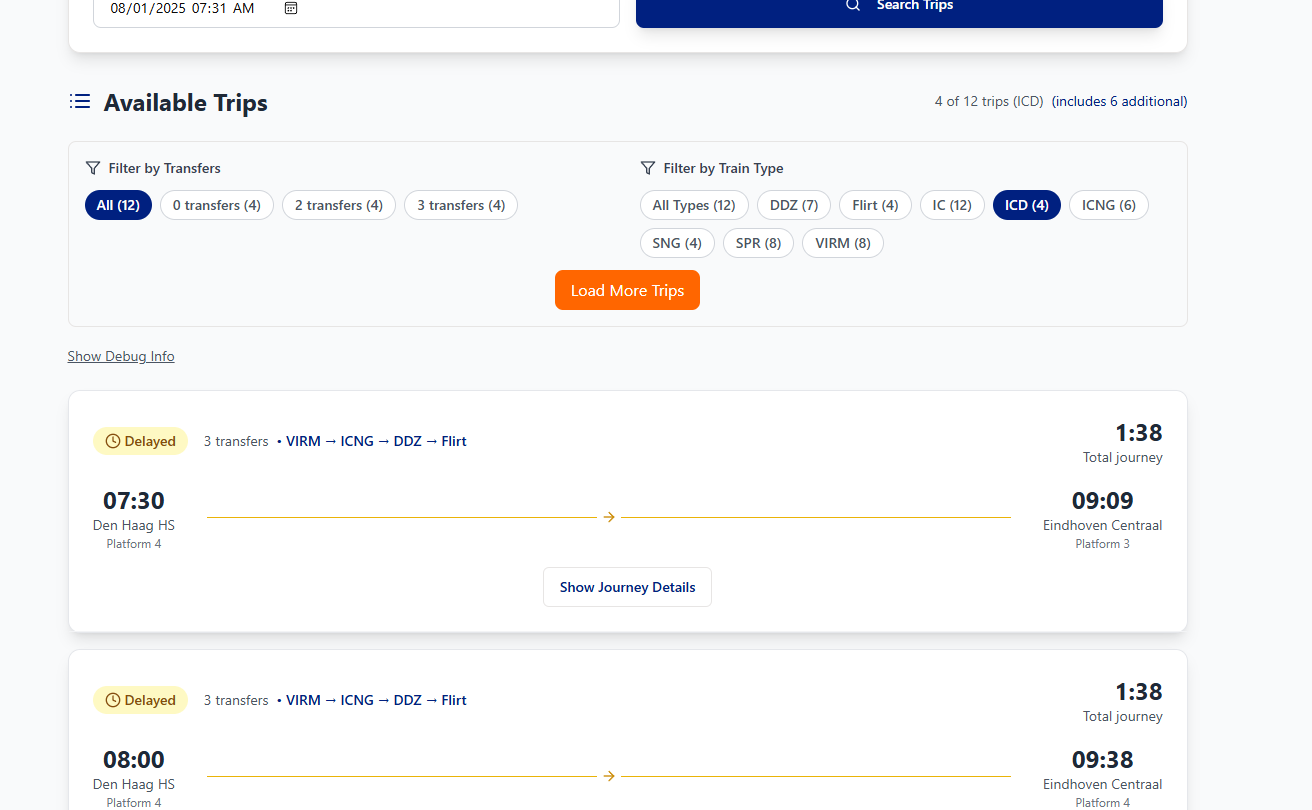 08/01/2025 07:31 AM
Search Trips
Available Trips
4 of 12 trips (ICD) (includes 6 additional)
Filter by Transfers
All (12) 0 transfers (4) 2 transfers (4) 3 transfers (4)
Filter by Train Type
All Types (12) DDZ (7) Flirt (4) IC (12) ICD (4) ICNG (6)
SNG (4) SPR (8) VIRM (8)
Load More Trips
Show Debug Info
Delayed 3 transfers • VIRM → ICNG → DDZ → Flirt
1:38
Total journey
07:30
Den Haag HS
Platform 4
→
09:09
Eindhoven Centraal
Platform 3
Show Journey Details
Delayed 3 transfers • VIRM → ICNG → DDZ → Flirt
1:38
Total journey
08:00
Den Haag HS
Platform 4
→
09:38
Eindhoven Centraal
Platform 4